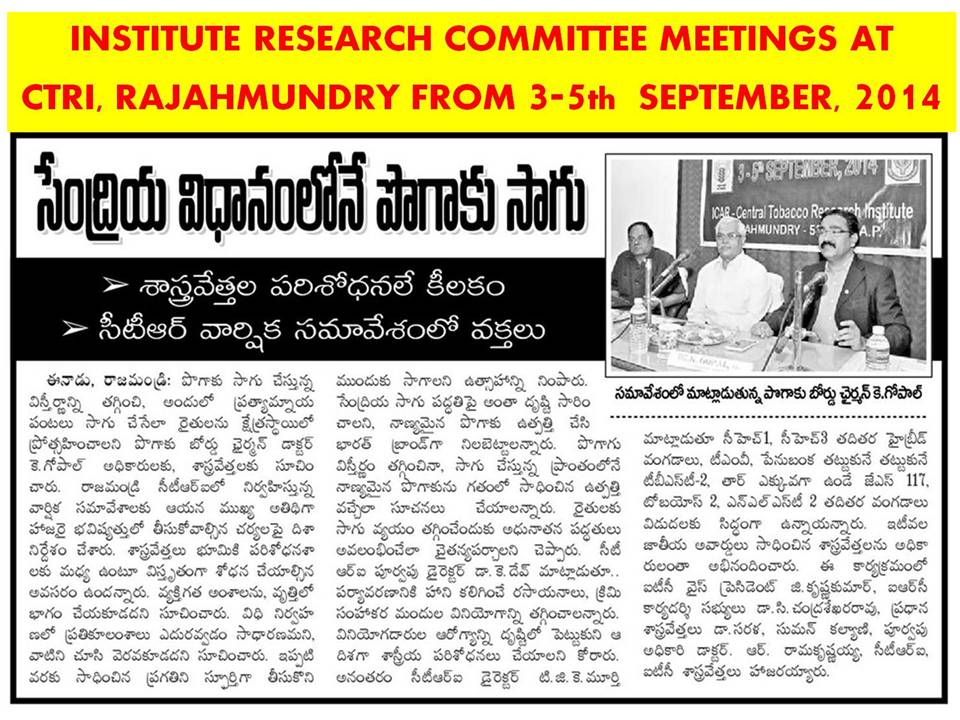 INSTITUTE RESEARCH COMMITTEE MEETINGS AT
CTRI, RAJAHMUNDRY FROM 3-5th SEPTEMBER, 2014
సేంద్రియ విధానంలోనే పొగాకు సాగు
➢ శాస్త్రవేత్తల పరిశోధనలే కీలకం
➢ సీటీఆర్ వార్షిక సమావేశంలో వక్తలు
ఈనాడు, రాజమండ్రి: పొగాకు సాగు చేస్తున్న
విస్తీర్ణాన్ని తగ్గించి, అందులో ప్రత్యామ్నాయ
పంటలు సాగు చేసేలా రైతులను క్షేత్రస్థాయిలో
ప్రోత్సహించాలని పొగాకు బోర్డు ఛైర్మన్ డాక్టర్
కె.గోపాల్ అధికారులకు, శాస్త్రవేత్తలకు సూచిం
చారు. రాజమండ్రి సీటీఆర్ఐలో నిర్వహిస్తున్న
వార్షిక సమావేశాలకు ఆయన ముఖ్య అతిథిగా
హాజరై భవిష్యత్తులో తీసుకోవాల్సిన చర్యలపై దిశా
నిర్దేశం చేశారు. శాస్త్రవేత్తలు భూమికి పరిశోధనశా
లకు మధ్య ఉంటూ విస్తృతంగా శోధన చేయాల్సిన
అవసరం ఉందన్నారు. వ్యక్తిగత అంశాలను, వృత్తిలో
భాగం చేయకూడదని సూచించారు. విధి నిర్వహ
ణలో ప్రతికూలంశాలు ఎదురవ్వడం సాధారణమని,
వాటిని చూసి వెరవకూడదని సూచించారు. ఇప్పటి
వరకు సాధించిన ప్రగతిని స్ఫూర్తిగా తీసుకొని
ముందుకు సాగాలని ఉత్సాహాన్ని నింపారు.
సేంద్రియ సాగు పద్ధతిపై అంతా దృష్టి సారిం
చాలని, నాణ్యమైన పొగాకు ఉత్పత్తి చేసి
భారత్ బ్రాండ్‌గా నిలబెట్టాలన్నారు. పొగాగు
విస్తీర్ణం తగ్గించినా, సాగు చేస్తున్న ప్రాంతంలోనే
నాణ్యమైన పొగాకును గతంలో సాధించిన ఉత్పత్తి
వచ్చేలా సూచనలు చేయాలన్నారు. రైతులకు
సాగు వ్యయం తగ్గించేందుకు అధునాతన పద్ధతులు
అవలంభించేలా చైతన్యపర్చాలని చెప్పారు. సీటీ
ఆర్ఐ పూర్వపు డైరెక్టర్ డా.కె.దేవ్ మాట్లాడుతూ..
పర్యావరణానికి హాని కలిగించే రసాయనాలు, క్రిమి
సంహాకర మందుల వినియోగాన్ని తగ్గించాలన్నారు.
వినియోగదారుల ఆరోగ్యాన్ని దృష్టిలో పెట్టుకుని ఆ
దిశగా శాస్త్రీయ పరిశోధనలు చేయాలని కోరారు.
అనంతరం సీటీఆర్ఐ డైరెక్టర్ టి.జి.కె.మూర్తి
3-5th SEPTEMBER, 2014
ICAR - Central Tobacco Research Institute
సమావేశంలో మాట్లాడుతున్న పొగాకు బోర్డు ఛైర్మన్ కె.గోపాల్
మాట్లాడుతూ సీహెచ్1, సీహెచ్3 తదితర హైబ్రీడ్
వంగడాలు, టీఎంవీ, పేనుబంక తట్టుకునే తట్టుకునే
టీబీఎస్‌టీ-2, తార్ ఎక్కువగా ఉండే జేఎస్ 117,
టోబయోస్ 2, ఎన్ఎల్ఎస్‌టీ 2 తదితర వంగడాలు
విడుదలకు సిద్ధంగా ఉన్నాయన్నారు. ఇటీవల
జాతీయ అవార్డులు సాధించిన శాస్త్రవేత్తలను అధికా
రులంతా అభినందించారు. ఈ కార్యక్రమంలో
ఐటీసీ వైస్ ప్రెసిడెంట్ జి.కృష్ణకుమార్, ఐఆర్‌సీ
కార్యదర్శి సభ్యులు డా.సి.చంద్రశేఖరరావు, ప్రధాన
శాస్త్రవేత్తలు డా.సరళ, సుమన్ కల్యాణి, పూర్వపు
అధికారి డాక్టర్. ఆర్. రామకృష్ణయ్య, సీటీఆర్ఐ,
ఐటీసీ శాస్త్రవేత్తలు హాజరయ్యారు.